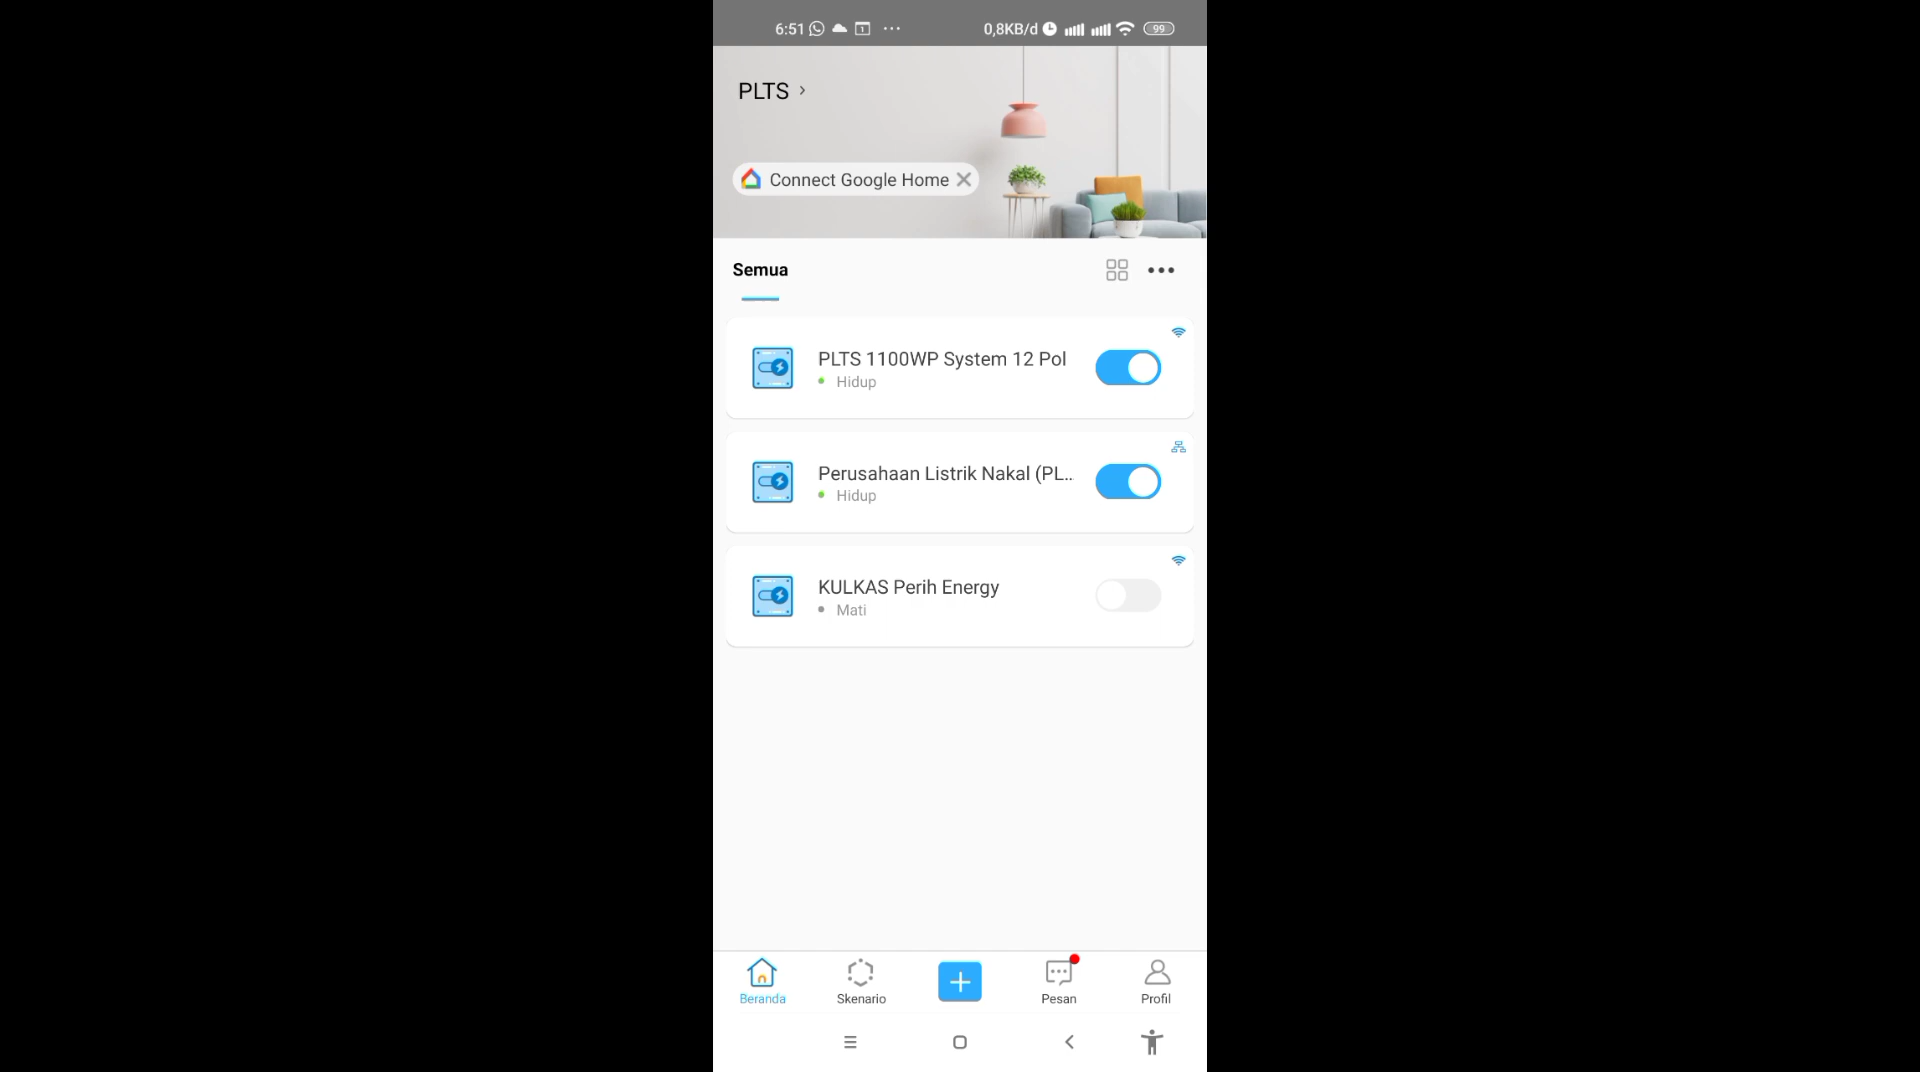 6:51 0,8KB/d 99
PLTS
Connect Google Home
Semua
PLTS 1100WP System 12 Pol
Hidup
Perusahaan Listrik Nakal (PL...
Hidup
KULKAS Perih Energy
Mati
Beranda Skenario Pesan Profil